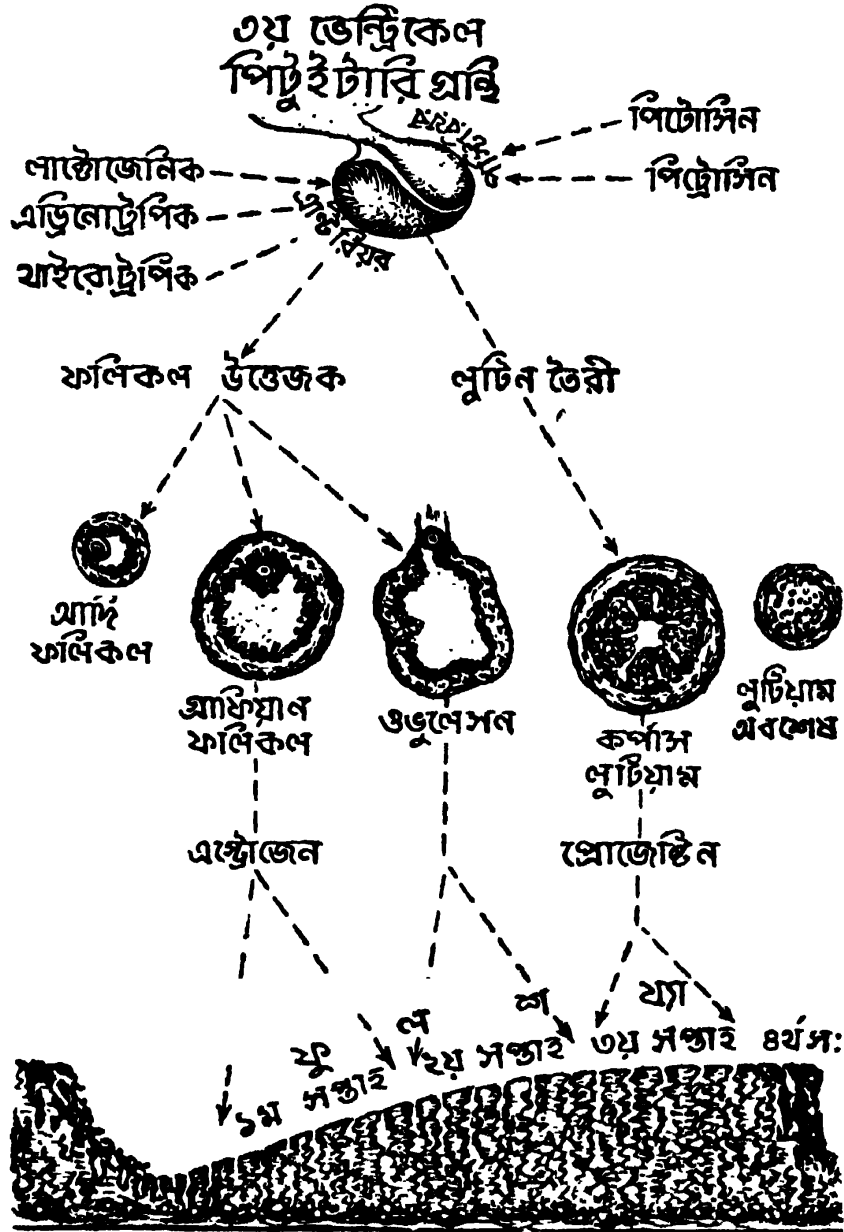 ৩য় ভেন্ট্রিকেল
পিটুইটারি গ্রন্থি
পিটোসিন
পিট্রোসিন
লাক্টোজেনিক
এড্রিনোট্রপিক
থাইরোট্রপিক
এন্টিরিয়র
ফলিকল উত্তেজক
লুটিন তৈরী
আদি
ফলিকল
গ্রাফিয়ান
ফলিকল
ওভুলেসন
কর্পাস
লুটিয়াম
লুটিয়াম
অবশেষ
এস্ট্রোজেন
প্রোজেষ্টিন
ফু ল শ য্যা
১ম সপ্তাহ ২য় সপ্তাহ ৩য় সপ্তাহ ৪র্থ স: